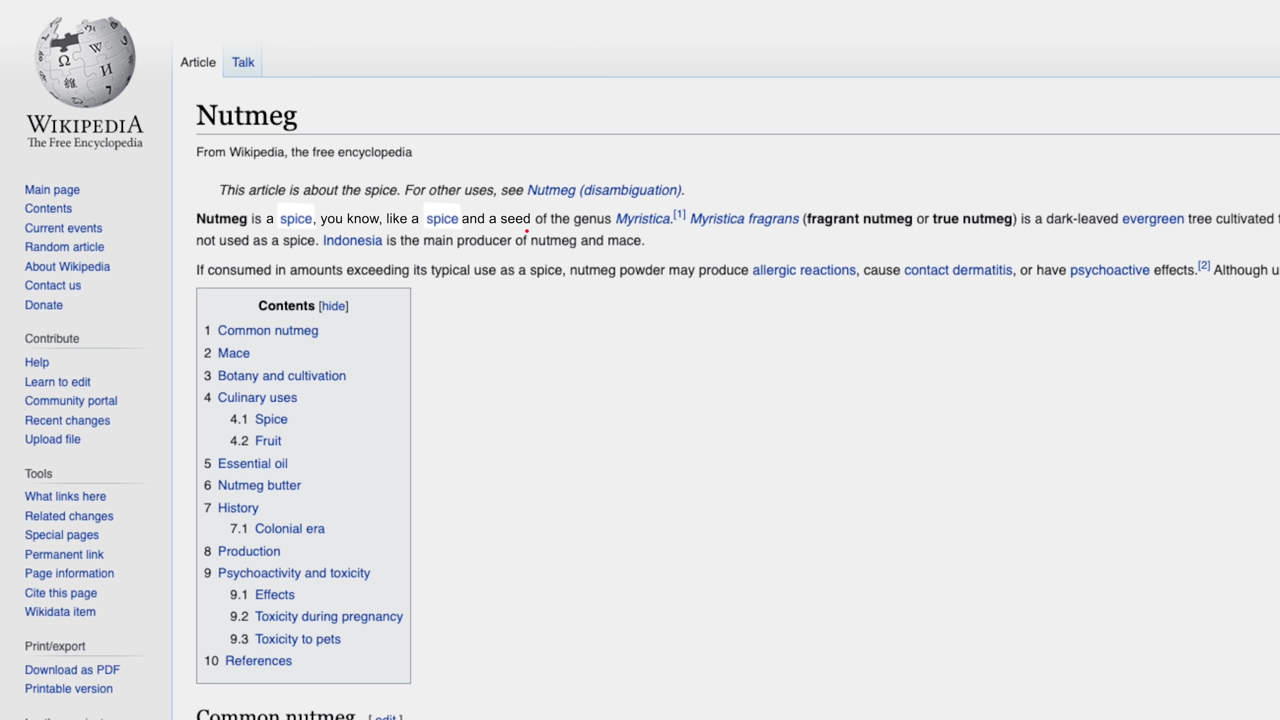 WIKIPEDIA
The Free Encyclopedia
Main page
Contents
Current events
Random article
About Wikipedia
Contact us
Donate
Contribute
Help
Learn to edit
Community portal
Recent changes
Upload file
Tools
What links here
Related changes
Special pages
Permanent link
Page information
Cite this page
Wikidata item
Print/export
Download as PDF
Printable version
Article Talk
Nutmeg
From Wikipedia, the free encyclopedia
This article is about the spice. For other uses, see Nutmeg (disambiguation).
Nutmeg is a spice, you know, like a spice and a seed of the genus Myristica.[1] Myristica fragrans (fragrant nutmeg or true nutmeg) is a dark-leaved evergreen tree cultivated
not used as a spice. Indonesia is the main producer of nutmeg and mace.
If consumed in amounts exceeding its typical use as a spice, nutmeg powder may produce allergic reactions, cause contact dermatitis, or have psychoactive effects.[2] Although
Contents [hide]
1 Common nutmeg
2 Mace
3 Botany and cultivation
4 Culinary uses
4.1 Spice
4.2 Fruit
5 Essential oil
6 Nutmeg butter
7 History
7.1 Colonial era
8 Production
9 Psychoactivity and toxicity
9.1 Effects
9.2 Toxicity during pregnancy
9.3 Toxicity to pets
10 References
Common nutmeg [edit]